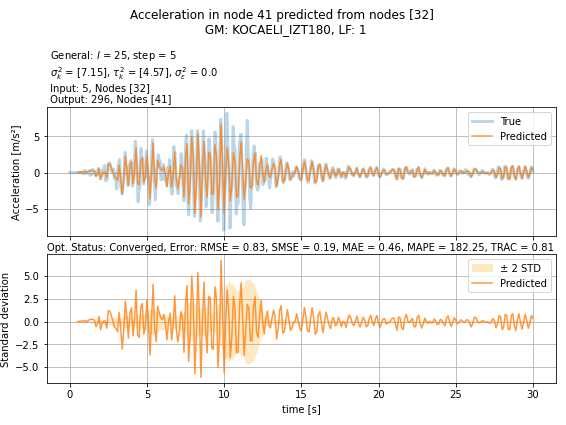 Acceleration in node 41 predicted from nodes [32]
GM: KOCAELI_IZT180, LF: 1
General: l = 25, step = 5
σ²ₖ = [7.15], τ²ₖ = [4.57], σ²ε = 0.0
Input: 5, Nodes [32]
Output: 296, Nodes [41]
Acceleration [m/s²]
5
0
−5
True
Predicted
Opt. Status: Converged, Error: RMSE = 0.83, SMSE = 0.19, MAE = 0.46, MAPE = 182.25, TRAC = 0.81
Standard deviation
5.0
2.5
0.0
−2.5
−5.0
± 2 STD
Predicted
0 5 10 15 20 25 30
time [s]